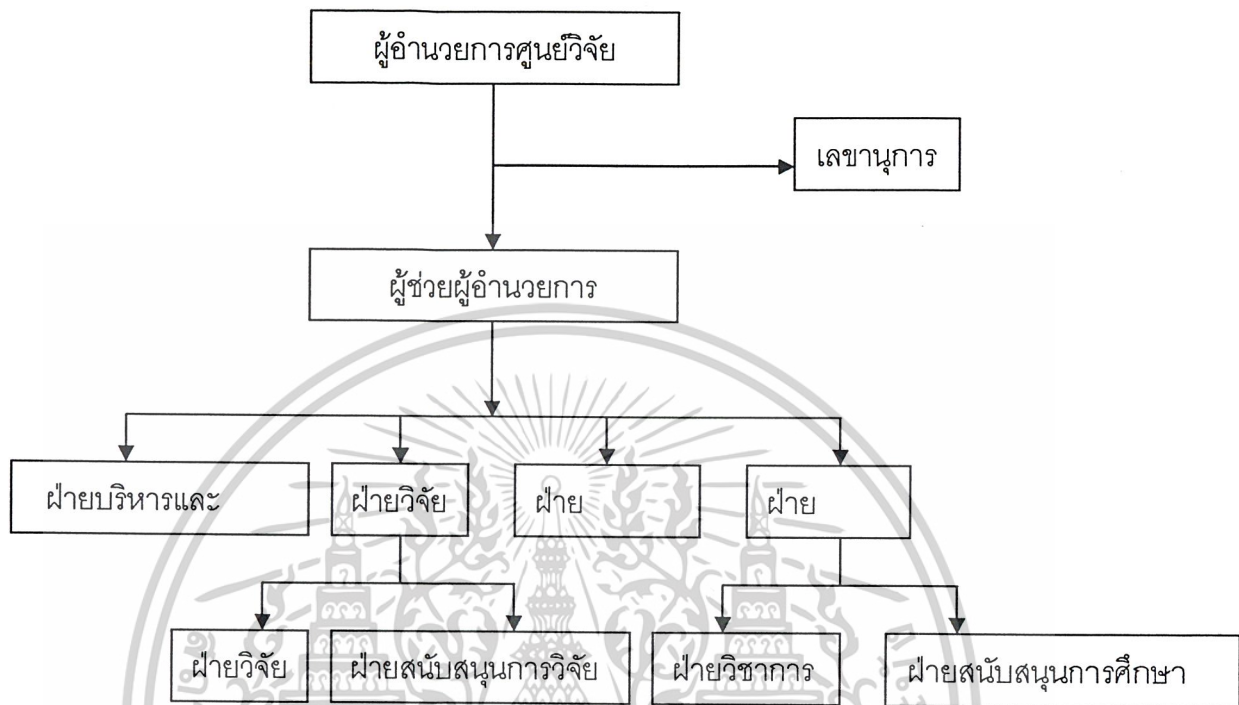 ผู้อำนวยการศูนย์วิจัย
เลขานุการ
ผู้ช่วยผู้อำนวยการ
ฝ่ายบริหารและ
ฝ่ายวิจัย
ฝ่าย
ฝ่าย
ฝ่ายวิจัย
ฝ่ายสนับสนุนการวิจัย
ฝ่ายวิชาการ
ฝ่ายสนับสนุนการศึกษา